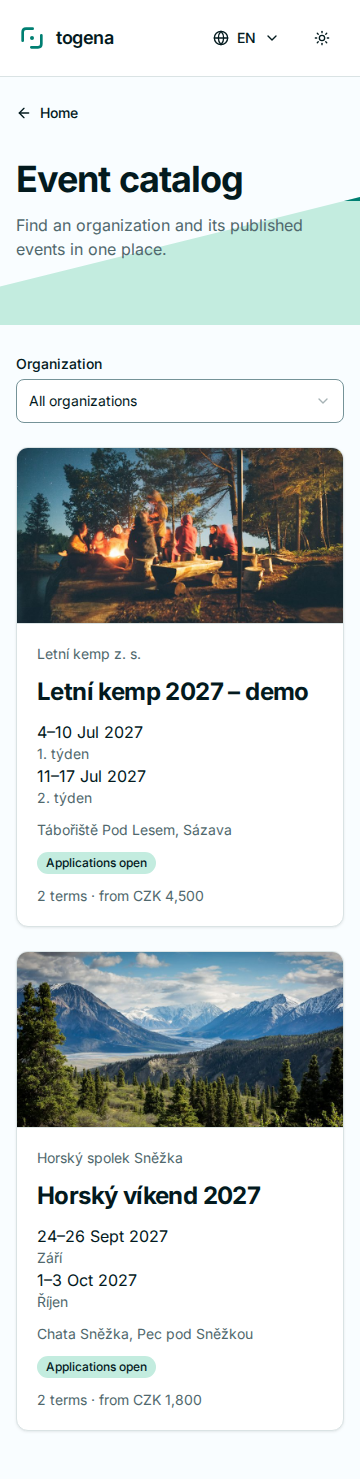 togena
EN
Home
Event catalog
Find an organization and its published
events in one place.
Organization
All organizations
Letní kemp z. s.
Letní kemp 2027 – demo
4–10 Jul 2027
1. týden
11–17 Jul 2027
2. týden
Tábořiště Pod Lesem, Sázava
Applications open
2 terms · from CZK 4,500
Horský spolek Sněžka
Horský víkend 2027
24–26 Sept 2027
Září
1–3 Oct 2027
Říjen
Chata Sněžka, Pec pod Sněžkou
Applications open
2 terms · from CZK 1,800